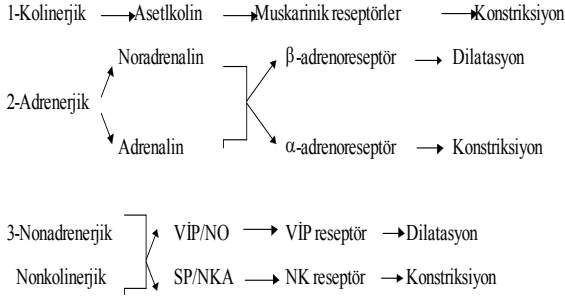 1-Kolinerjik Asetlkolin Muskarinik reseptörler Konstriksiyon
Noradrenalin β-adrenoreseptör Dilatasyon
2-Adrenerjik
Adrenalin α-adrenoreseptör Konstriksiyon
3-Nonadrenerjik VİP/NO VİP reseptör Dilatasyon
Nonkolinerjik SP/NKA NK reseptör Konstriksiyon